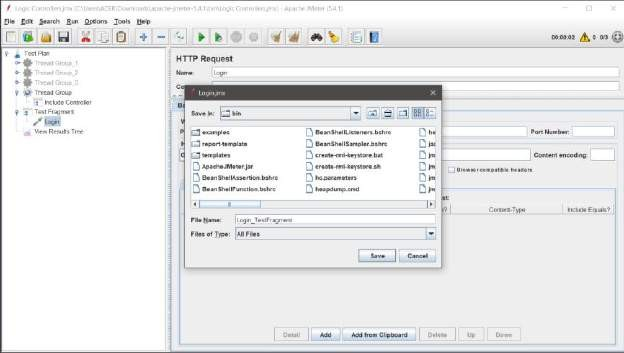 Logic Controllers.jmx (C:\Users\ACER\Downloads\apache-jmeter-5.4.1\bin\Logic Controllers.jmx) - Apache JMeter (5.4.1)
File Edit Search Run Options Tools Help
00:00:02 0 0/3
Test Plan
Thread Group_1
Thread Group_2
Thread Group_3
Thread Group
Include Controller
Test Fragment
Login
View Results Tree
HTTP Request
Name: Login
Login.jmx
Save In: bin
examples
report-template
templates
ApacheJMeter.jar
BeanShellAssertion.bshrc
BeanShellFunction.bshrc
BeanShellListeners.bshrc
BeanShellSampler.bshrc
create-rmi-keystore.bat
create-rmi-keystore.sh
hc.parameters
heapdump.cmd
he
jm
jm
jm
jm
File Name: Login_TestFragment
Files of Type: All Files
Save Cancel
Port Number:
Content encoding:
Browser-compatible headers
Content-Type Include Equals?
Detail Add Add from Clipboard Delete Up Down